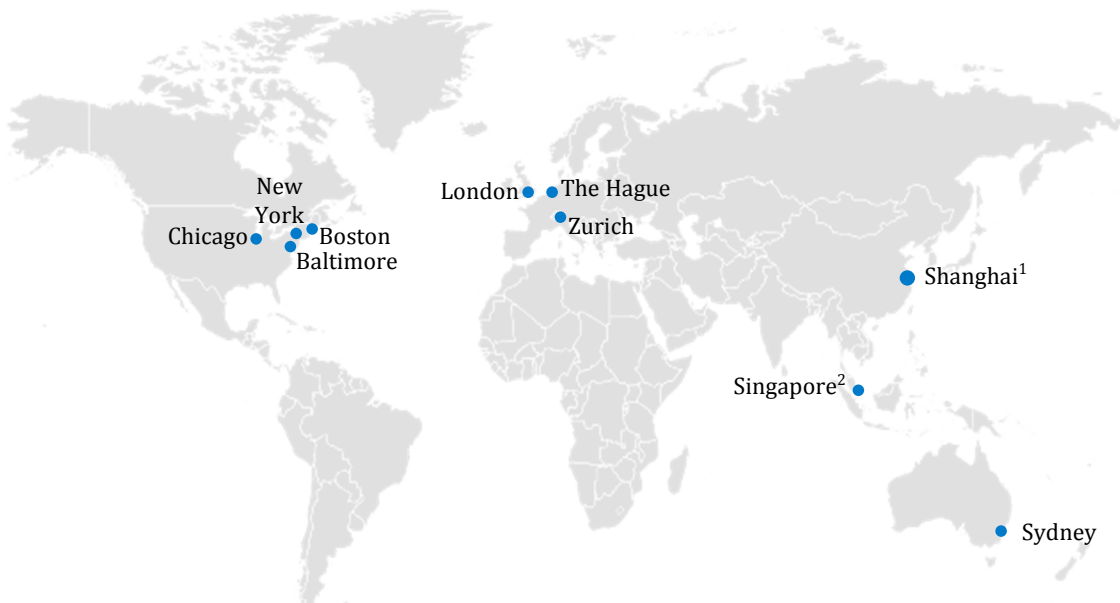 New
York
Chicago
Boston
Baltimore
London
The Hague
Zurich
Shanghai¹
Singapore²
Sydney